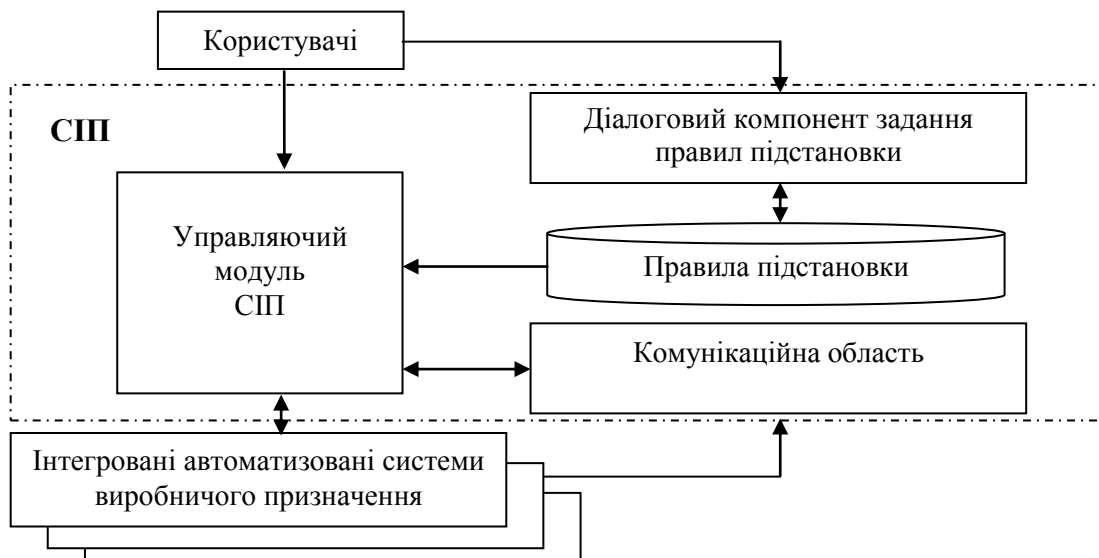 Користувачі
СІП
Діалоговий компонент задання
правил підстановки
Управляючий
модуль
СІП
Правила підстановки
Комунікаційна область
Інтегровані автоматизовані системи
виробничого призначення